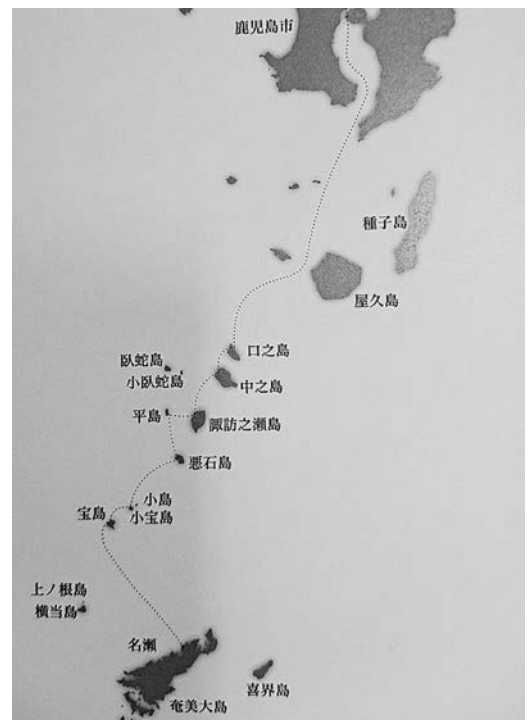 鹿児島市
種子島
屋久島
口之島
臥蛇島
小臥蛇島
中之島
平島
諏訪之瀬島
悪石島
小島
宝島
小宝島
上ノ根島
横当島
名瀬
喜界島
奄美大島